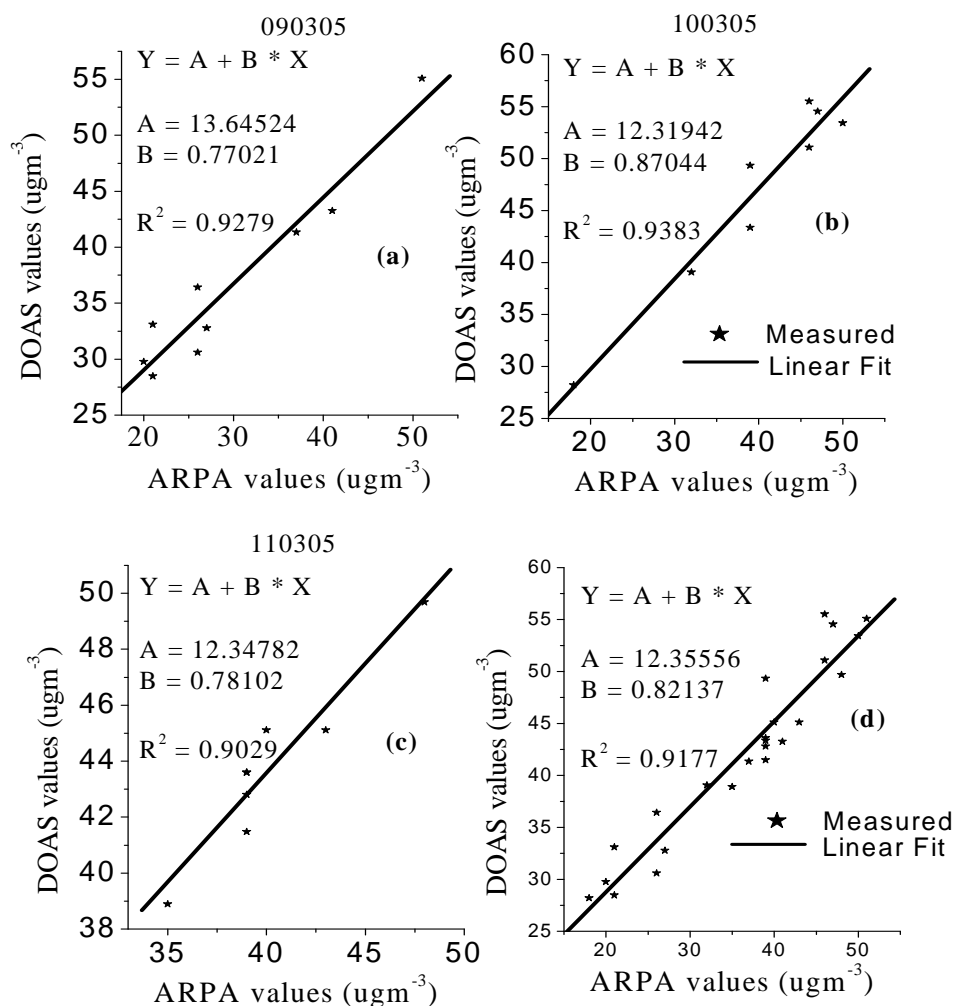 090305
Y = A + B * X
A = 13.64524
B = 0.77021
R² = 0.9279
(a)
DOAS values (ugm⁻³)
55
50
45
40
35
30
25
20
30
40
50
ARPA values (ugm⁻³)
100305
Y = A + B * X
A = 12.31942
B = 0.87044
R² = 0.9383
(b)
Measured
Linear Fit
DOAS values (ugm⁻³)
60
55
50
45
40
35
30
25
20
30
40
50
ARPA values (ugm⁻³)
110305
Y = A + B * X
A = 12.34782
B = 0.78102
R² = 0.9029
(c)
DOAS values (ugm⁻³)
50
48
46
44
42
40
38
35
40
45
50
ARPA values (ugm⁻³)
Y = A + B * X
A = 12.35556
B = 0.82137
R² = 0.9177
(d)
Measured
Linear Fit
DOAS values (ugm⁻³)
60
55
50
45
40
35
30
25
20
30
40
50
ARPA values (ugm⁻³)